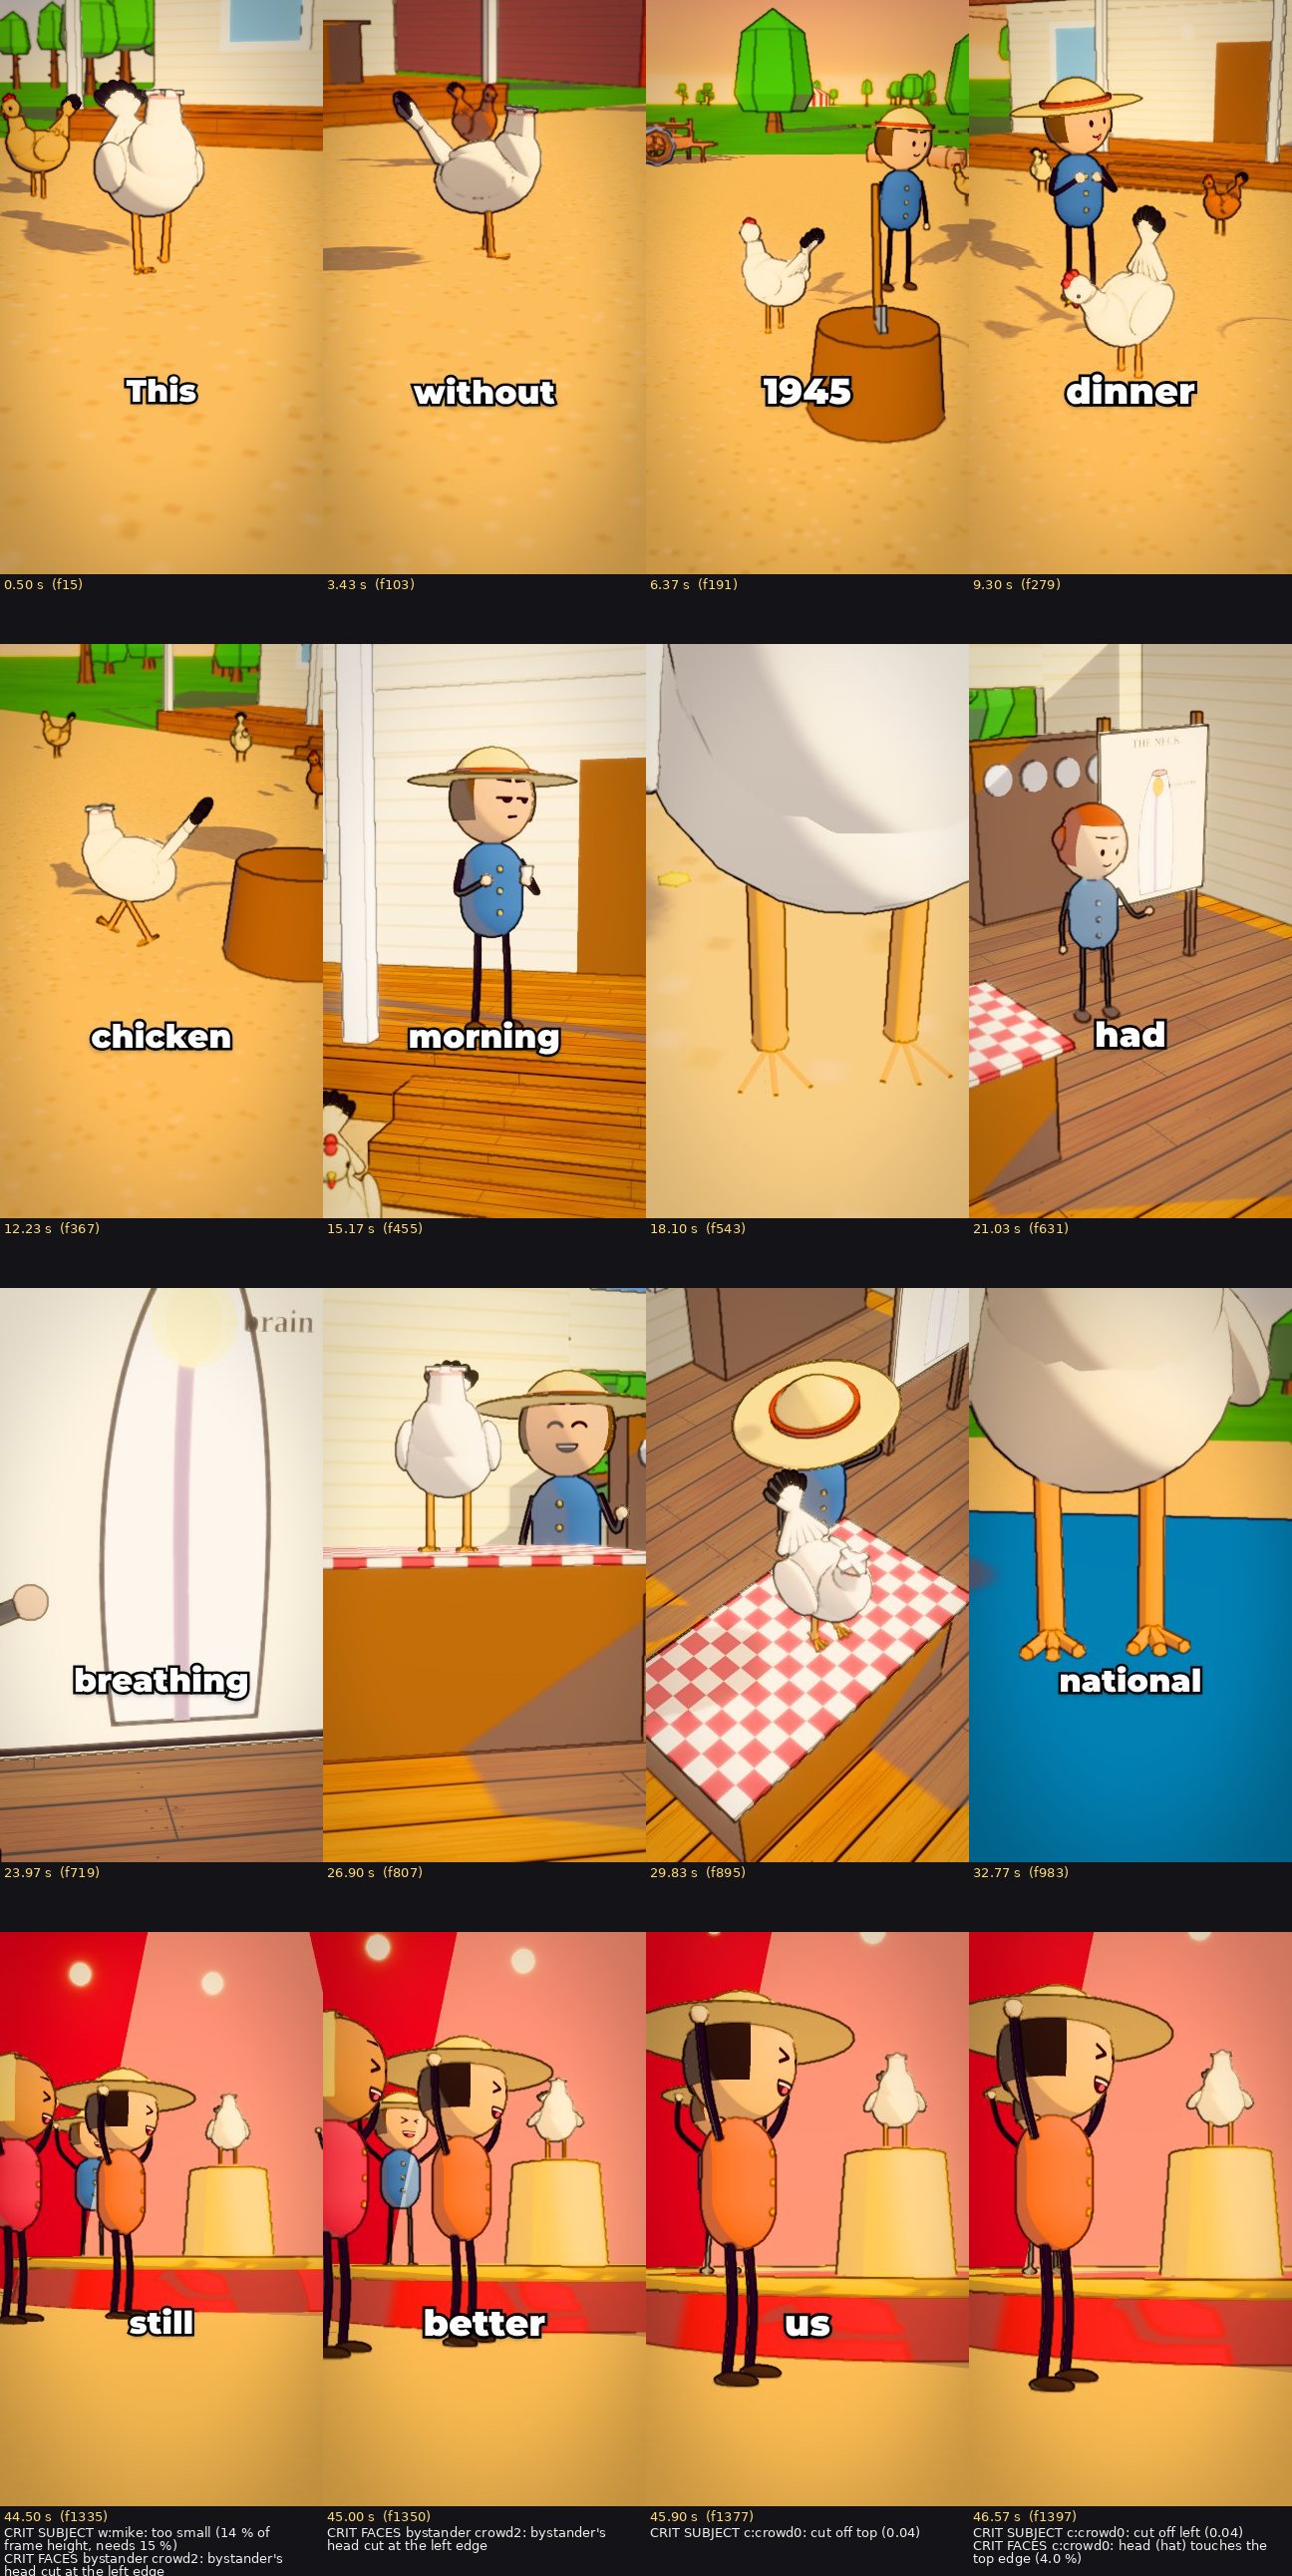 This
without
1945
dinner
0.50 s (f15)
3.43 s (f103)
6.37 s (f191)
9.30 s (f279)
THE NECK
chicken
morning
had
12.23 s (f367)
15.17 s (f455)
18.10 s (f543)
21.03 s (f631)
brain
breathing
national
23.97 s (f719)
26.90 s (f807)
29.83 s (f895)
32.77 s (f983)
still
better
us
44.50 s (f1335)
CRIT SUBJECT w:mike: too small (14 % of
frame height, needs 15 %)
CRIT FACES bystander crowd2: bystander's
head cut at the left edge
45.00 s (f1350)
CRIT FACES bystander crowd2: bystander's
head cut at the left edge
45.90 s (f1377)
CRIT SUBJECT c:crowd0: cut off top (0.04)
46.57 s (f1397)
CRIT SUBJECT c:crowd0: cut off left (0.04)
CRIT FACES c:crowd0: head (hat) touches the
top edge (4.0 %)